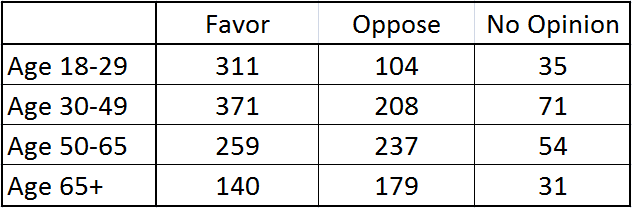 Favor Oppose No Opinion
Age 18-29 311 104 35
Age 30-49 371 208 71
Age 50-65 259 237 54
Age 65+ 140 179 31